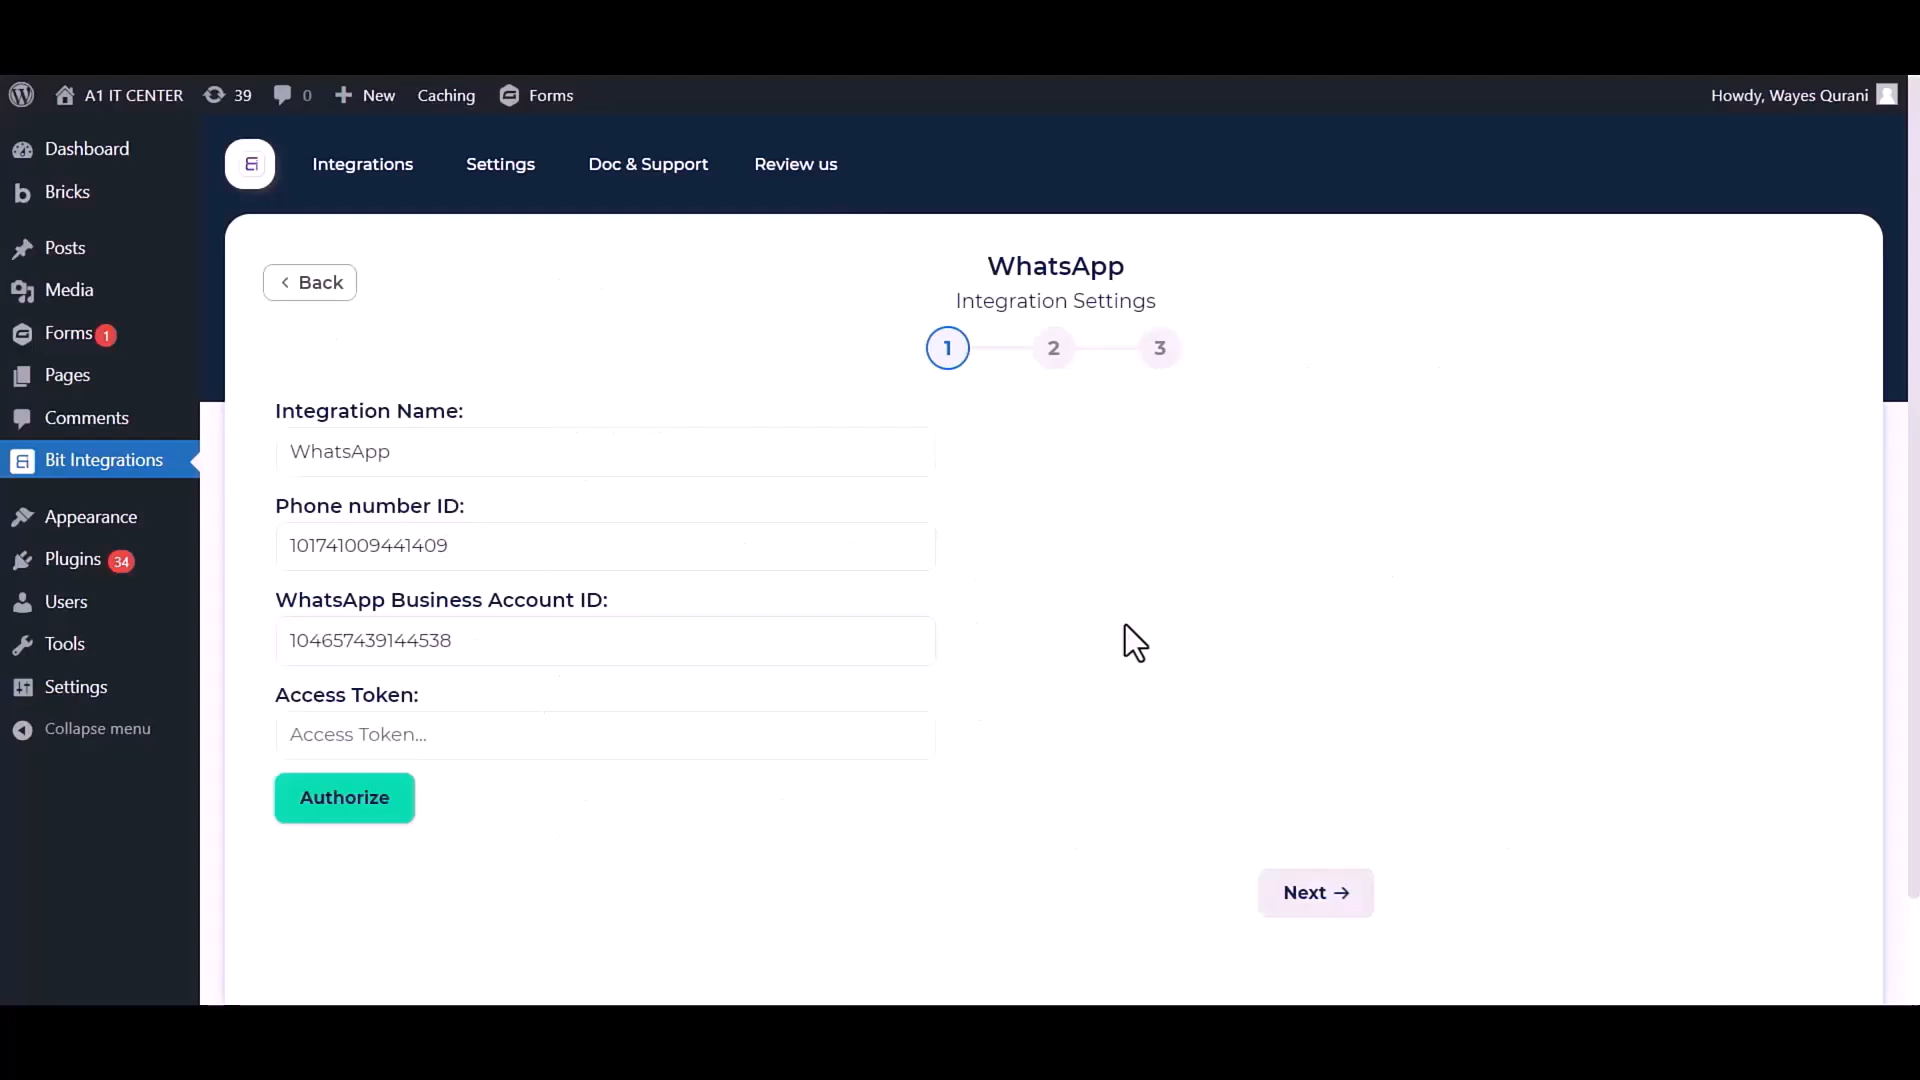 A1 IT CENTER 39 0 New Caching Forms Howdy, Wayes Qurani
Dashboard
Bricks
Posts
Media
Forms 1
Pages
Comments
Bit Integrations
Appearance
Plugins 34
Users
Tools
Settings
Collapse menu
Integrations Settings Doc & Support Review us
Back
WhatsApp
Integration Settings
1 2 3
Integration Name:
WhatsApp
Phone number ID:
101741009441409
WhatsApp Business Account ID:
104657439144538
Access Token:
Access Token...
Authorize
Next →